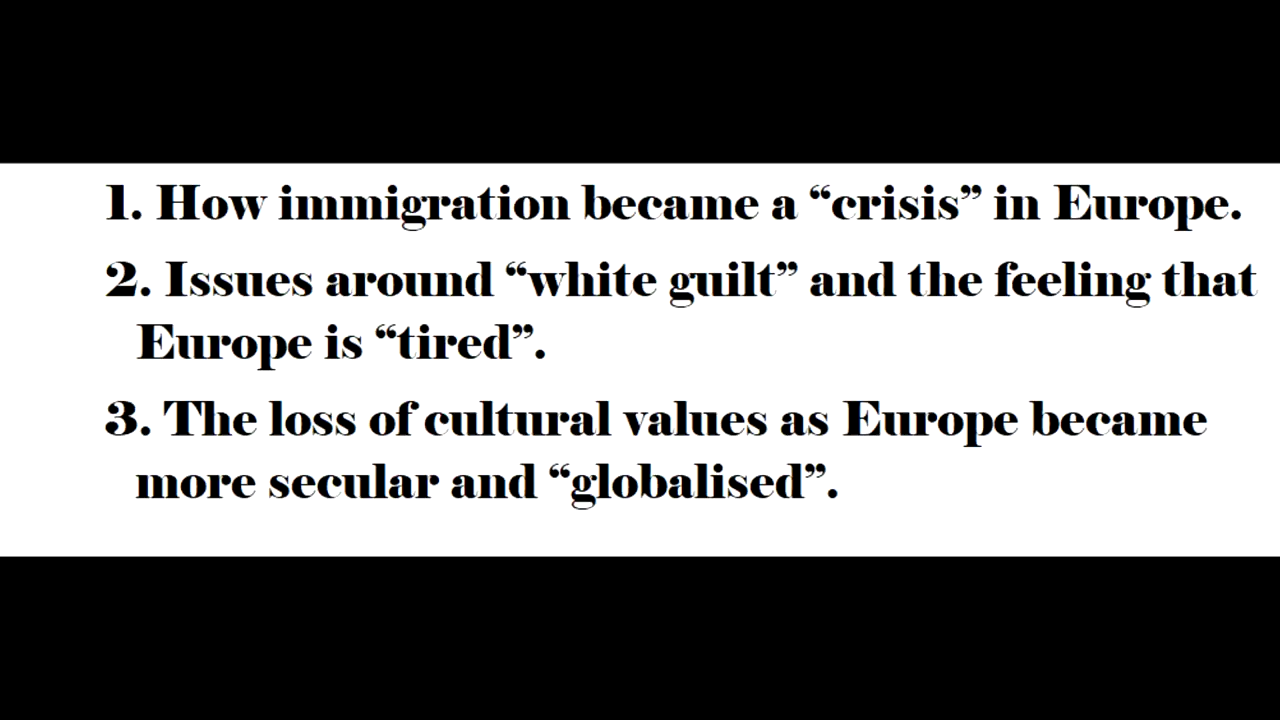 1. How immigration became a “crisis” in Europe.
2. Issues around “white guilt” and the feeling that
Europe is “tired”.
3. The loss of cultural values as Europe became
more secular and “globalised”.